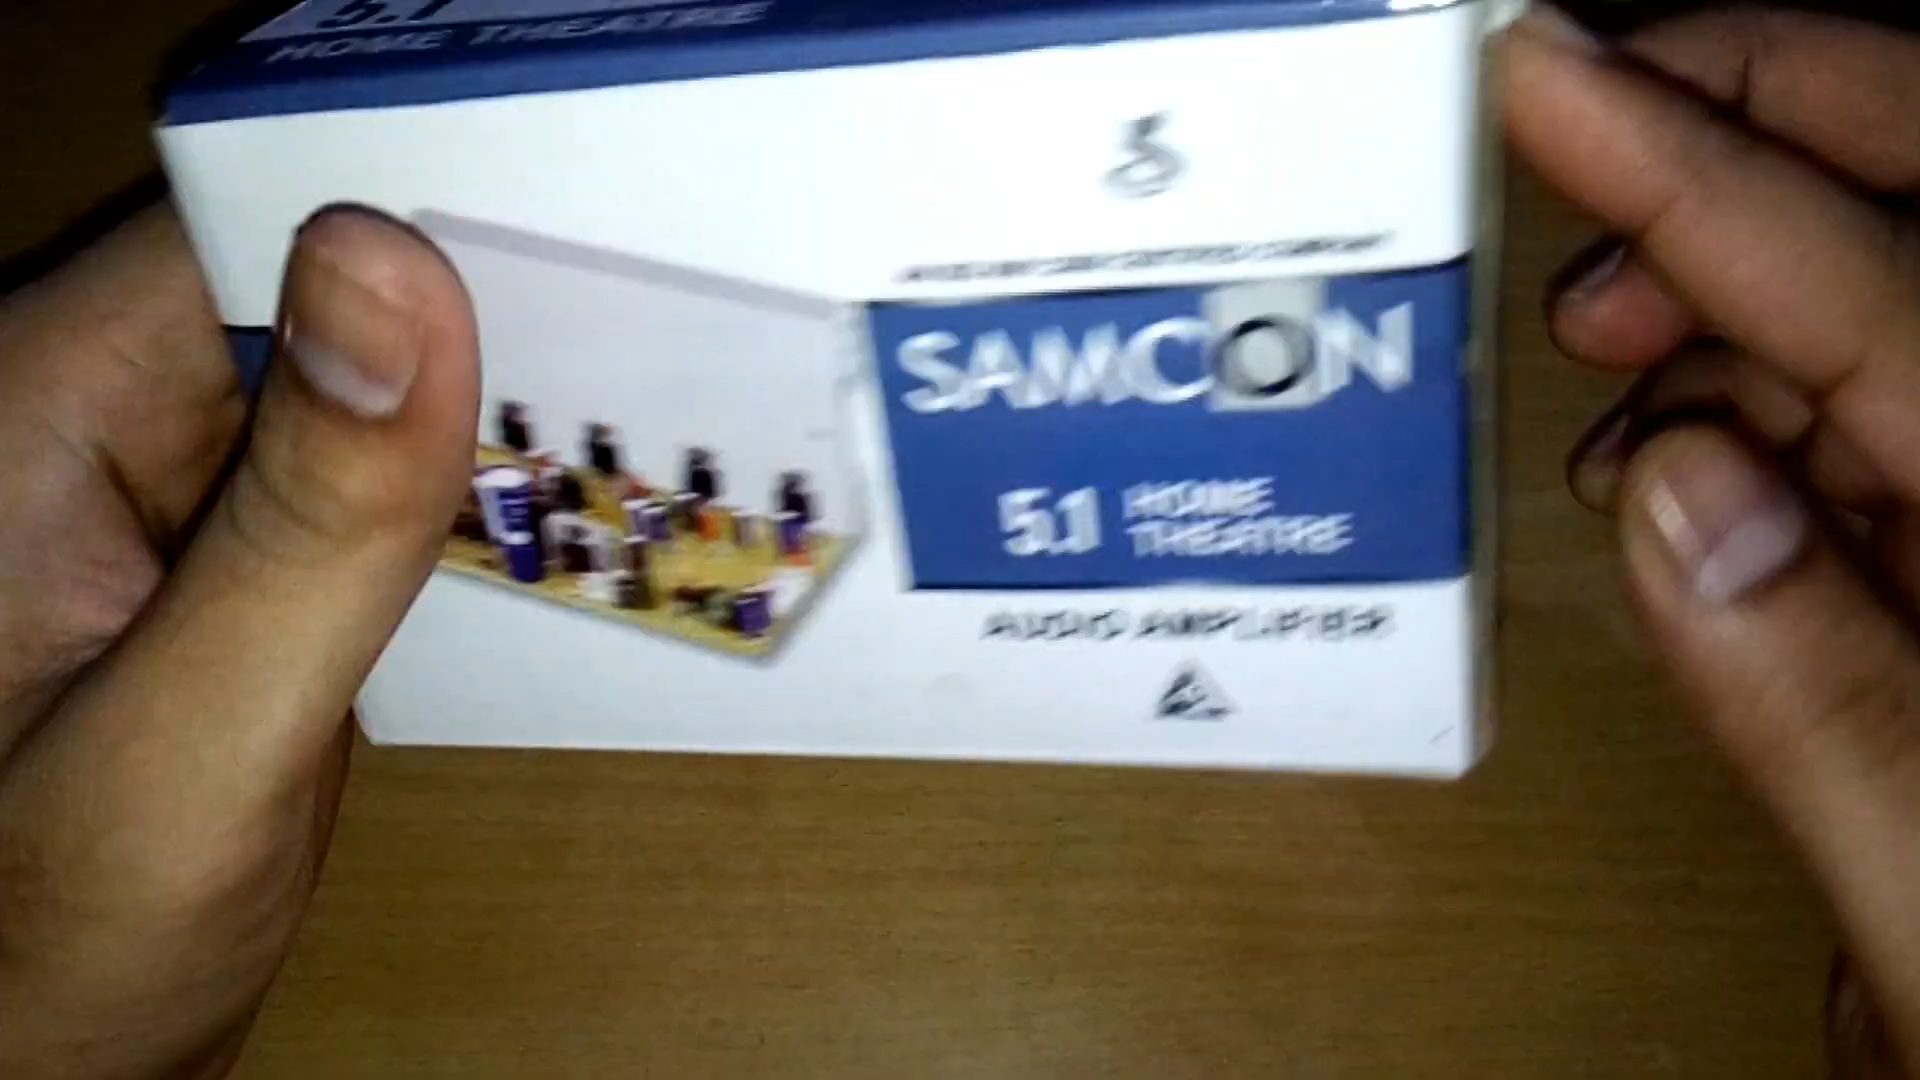 5.1
HOME THEATRE
SAMCON
5.1 HOME
THEATRE
AUDIO AMPLIFIER